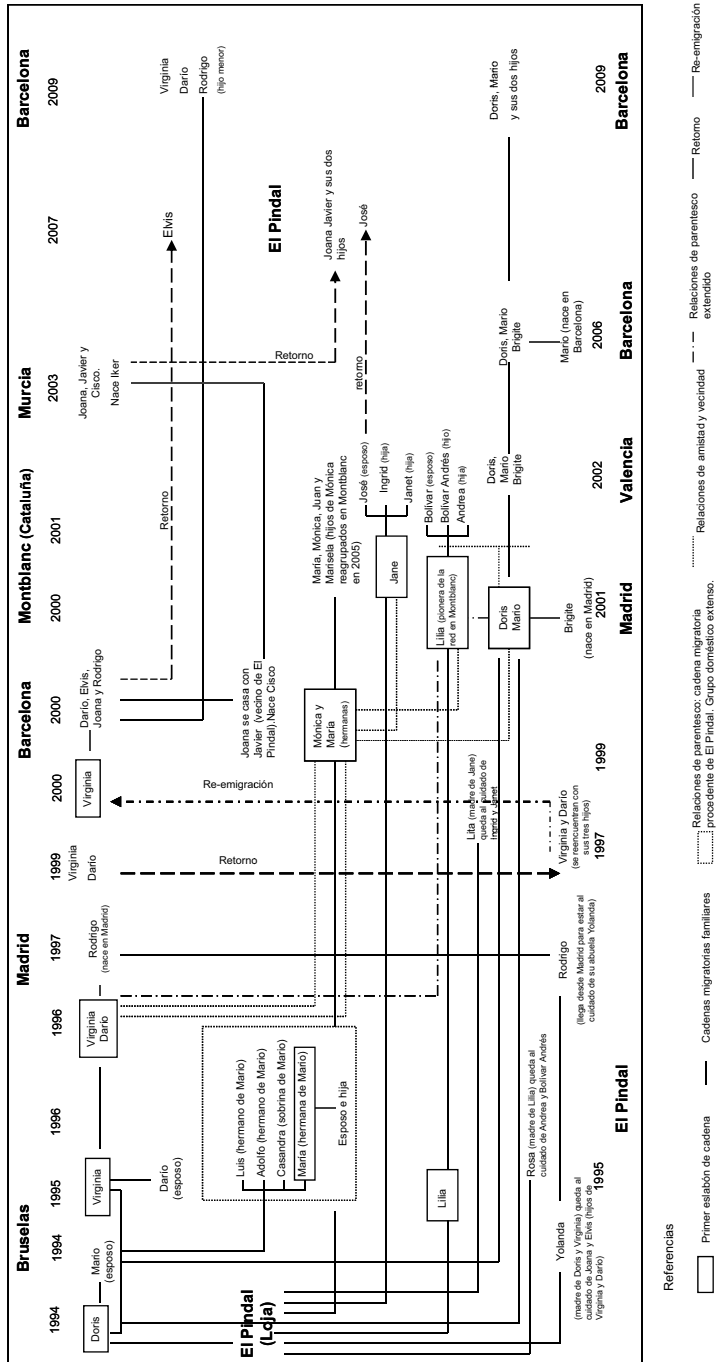 Bruselas
Madrid
Barcelona
Montblanc (Cataluña)
Murcia
Barcelona
1994
1994
1995
1996
1996
1997
1999
2000
2000
2000
2001
2003
2007
2009
Doris
Mario
(esposo)
Virginia
Darío
(esposo)
Virginia
Darío
Rodrigo
(nace en Madrid)
Virginia
Darío
Virginia
Darío, Elvis,
Joana y Rodrigo
Joana, Javier y
Cisco.
Nace Iker
Elvis
Virginia
Darío
Rodrigo
(hijo menor)
Retorno
Re-emigración
Retorno
Retorno
Joana se casa con
Javier (vecino de El
Pindal).Nace Cisco
El Pindal
Joana Javier y sus dos
hijos
Luis (hermano de Mario)
Adolfo (hermano de Mario)
Casandra (sobrina de Mario)
María (hermana de Mario)
Esposo e hija
Mónica y
María
(hermanas)
María, Mónica, Juan y
Marisela (hijos de Mónica
reagrupados en Montblanc
en 2005)
El Pindal
(Loja)
Jane
José (esposo)
Ingrid (hija)
Janet (hija)
retorno
José
Lilia
Lilia (pionera de la
red en Montblanc)
Bolívar (esposo)
Bolívar Andrés (hijo)
Andrea (hija)
Lita (madre de Jane)
queda al cuidado de
Ingrid y Janet
Doris
Mario
Doris,
Mario
Brigite
Doris, Mario
Brigite
Doris, Mario
y sus dos hijos
Rosa (madre de Lilia) queda al
cuidado de Andrea y Bolívar Andrés
Yolanda
(madre de Doris y Virginia) queda al
cuidado de Joana y Elvis (hijos de
Virginia y Darío)
Rodrigo
(llega desde Madrid para estar al
cuidado de su abuela Yolanda)
Virginia y Darío
(se reencuentran con
sus tres hijos)
Brigite
(nace en Madrid)
Mario (nace en
Barcelona)
1995
1997
1999
2001
2002
2006
2009
El Pindal
Madrid
Valencia
Barcelona
Barcelona
Referencias
Primer eslabón de cadena
Cadenas migratorias familiares
Relaciones de parentesco: cadena migratoria
procedente de El Pindal. Grupo doméstico extenso.
Relaciones de amistad y vecindad
Relaciones de parentesco
extendido
Retorno
Re-emigración